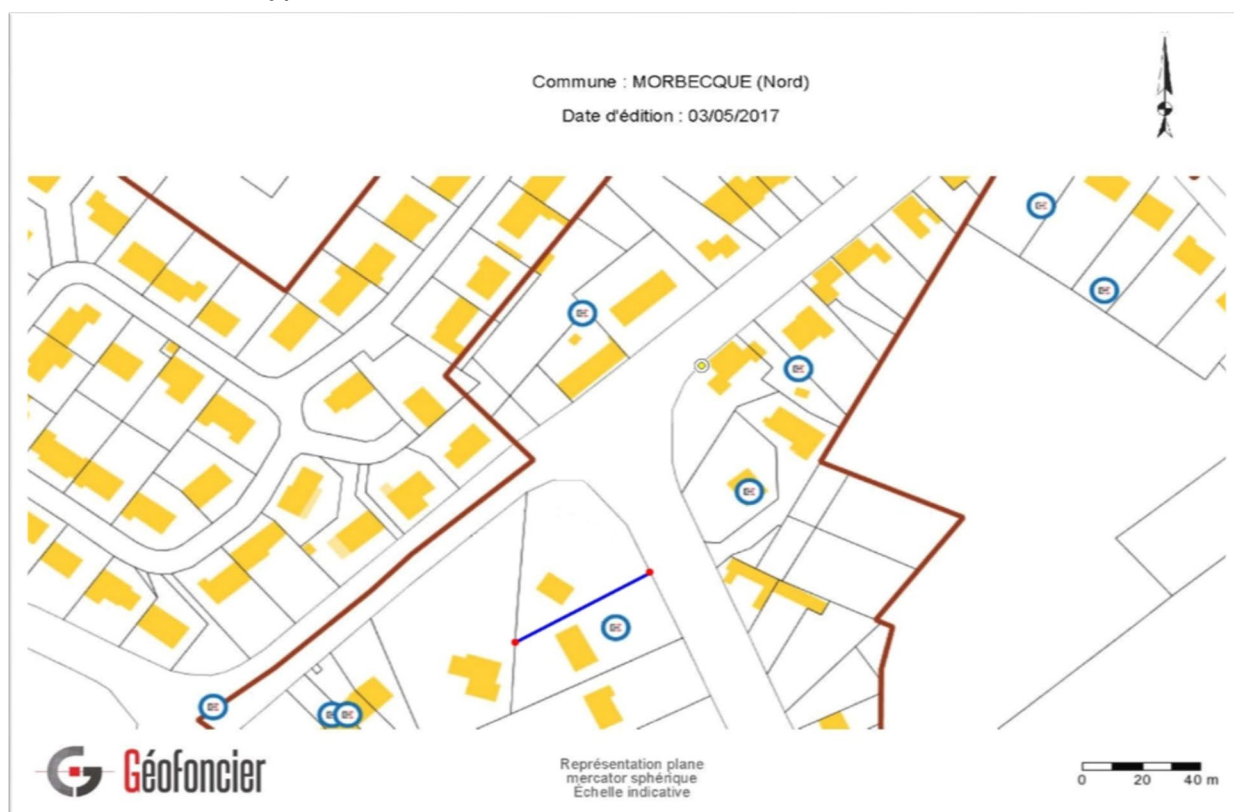 Commune : MORBECQUE (Nord)
Date d'édition : 03/05/2017
Géofoncier
Représentation plane
mercator sphérique
Échelle indicative
0 20 40 m